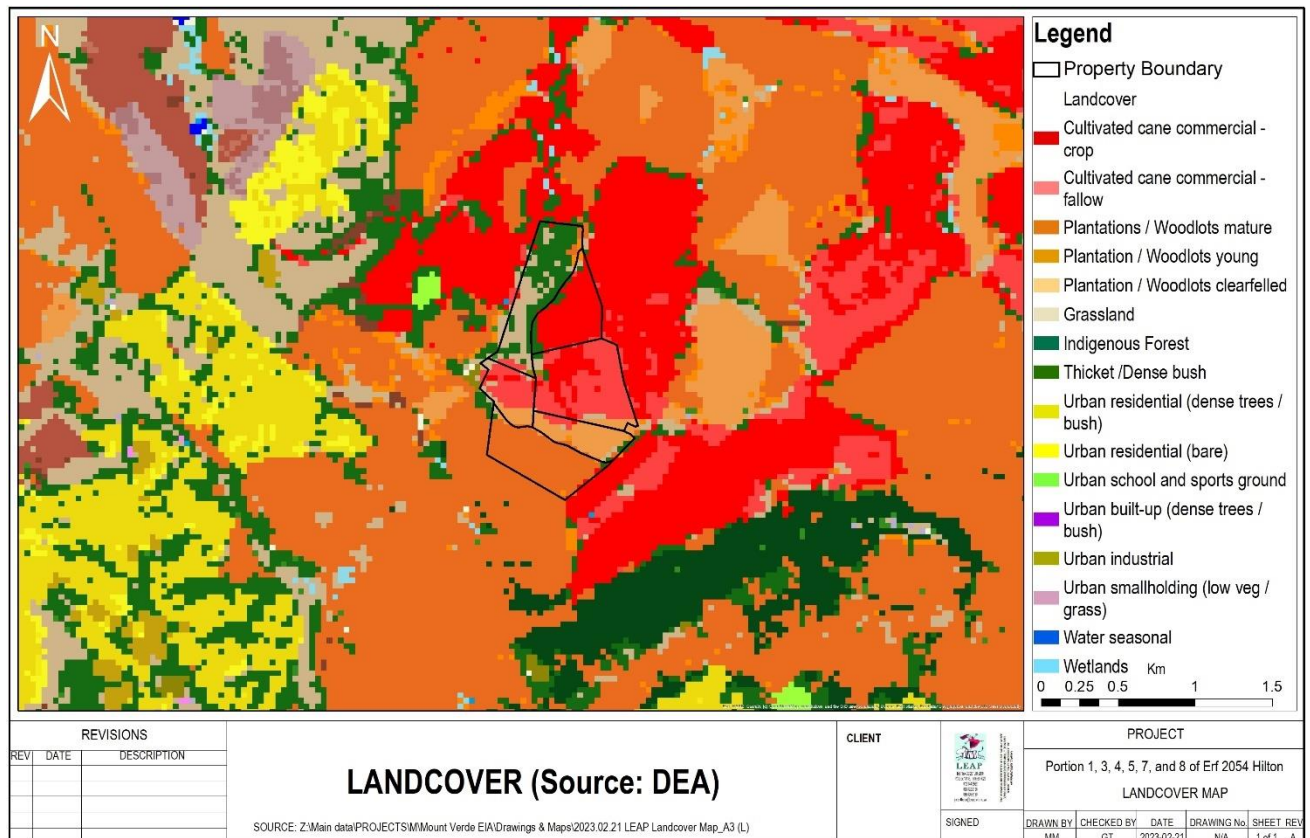 N
Legend
Property Boundary
Landcover
Cultivated cane commercial -
crop
Cultivated cane commercial -
fallow
Plantations / Woodlots mature
Plantation / Woodlots young
Plantation / Woodlots clearfelled
Grassland
Indigenous Forest
Thicket /Dense bush
Urban residential (dense trees /
bush)
Urban residential (bare)
Urban school and sports ground
Urban built-up (dense trees /
bush)
Urban industrial
Urban smallholding (low veg /
grass)
Water seasonal
Wetlands
Km
0 0.25 0.5 1 1.5
REVISIONS
REV DATE DESCRIPTION
LANDCOVER (Source: DEA)
SOURCE: Z:\Main data\PROJECTS\M\Mount Verde EIA\Drawings & Maps\2023.02.21 LEAP Landcover Map_A3 (L)
CLIENT
LEAP
SIGNED
PROJECT
Portion 1, 3, 4, 5, 7, and 8 of Erf 2054 Hilton
LANDCOVER MAP
DRAWN BY CHECKED BY DATE DRAWING No. SHEET REV
MM GT 2023-02-21 N/A 1 of 1 A